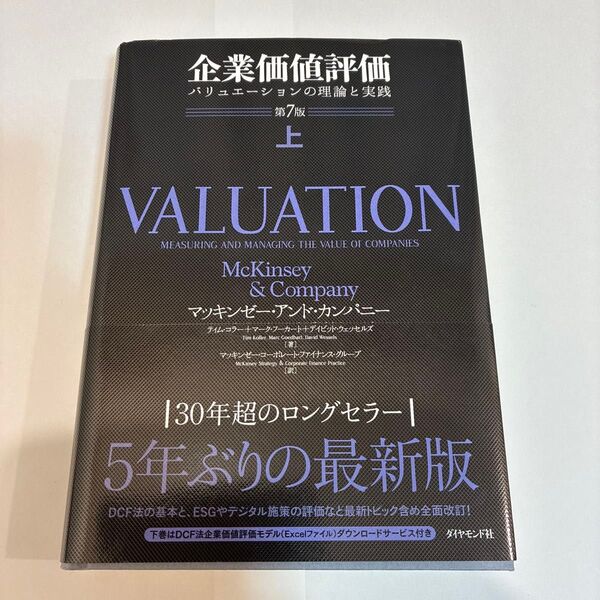 企業価値評価
バリュエーションの理論と実践
第7版
上
VALUATION
MEASURING AND MANAGING THE VALUE OF COMPANIES
McKinsey
& Company
マッキンゼー・アンド・カンパニー
ティム・コラー+マーク・フーカート+デイビッド・ウェッセルズ
Tim Koller, Marc Goedhart, David Wessels
[著]
マッキンゼー・コーポレート・ファイナンス・グループ
McKinsey Strategy & Corporate Finance Practice
[訳]
30年超のロングセラー
5年ぶりの最新版
DCF法の基本と、ESGやデジタル施策の評価など最新トピック含め全面改訂!
下巻はDCF法企業価値評価モデル(Excelファイル)ダウンロードサービス付き
ダイヤモンド社